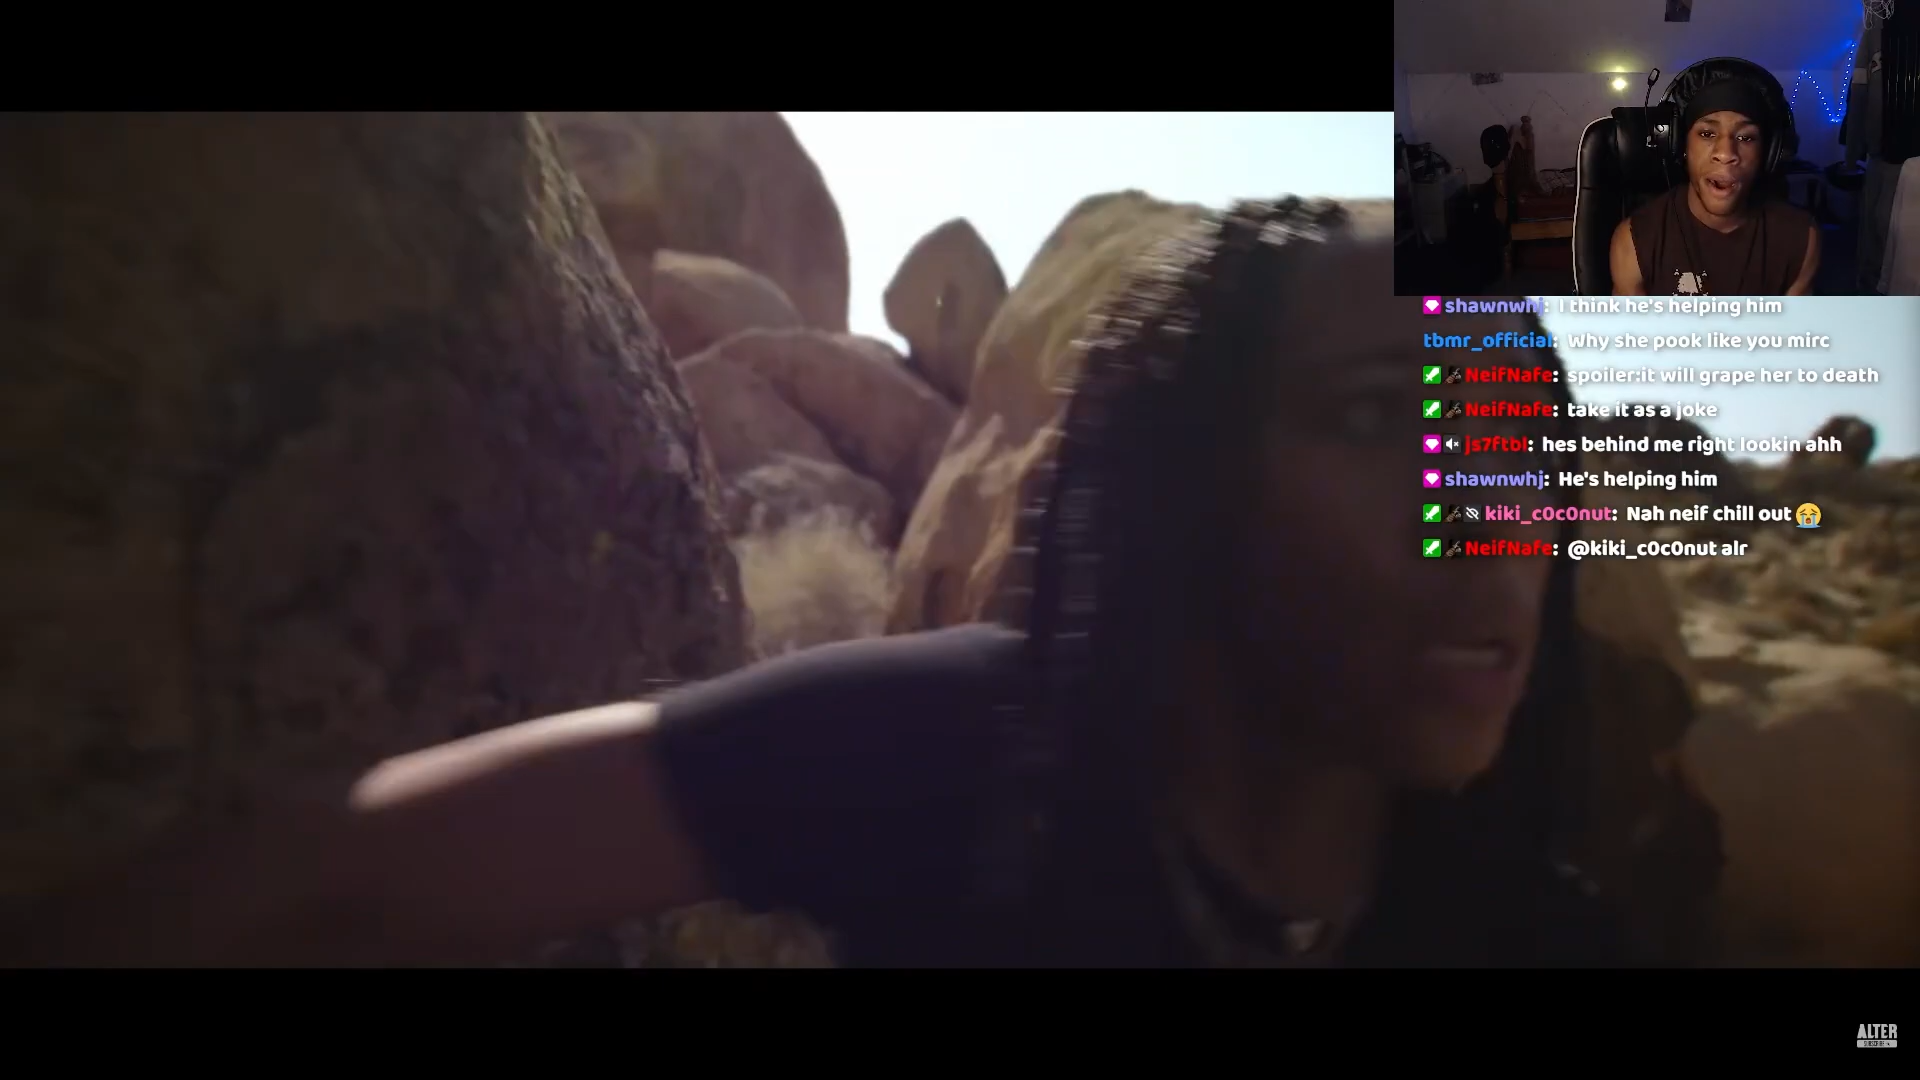 shawnwhj: I think he's helping him
tbmr_official: Why she pook like you mirc
NeifNafe: spoiler:it will grape her to death
NeifNafe: take it as a joke
js7ftbl: hes behind me right lookin ahh
shawnwhj: He's helping him
kiki_c0c0nut: Nah neif chill out😭
NeifNafe: @kiki_c0c0nut alr
ALTER
SUBSCRIBE